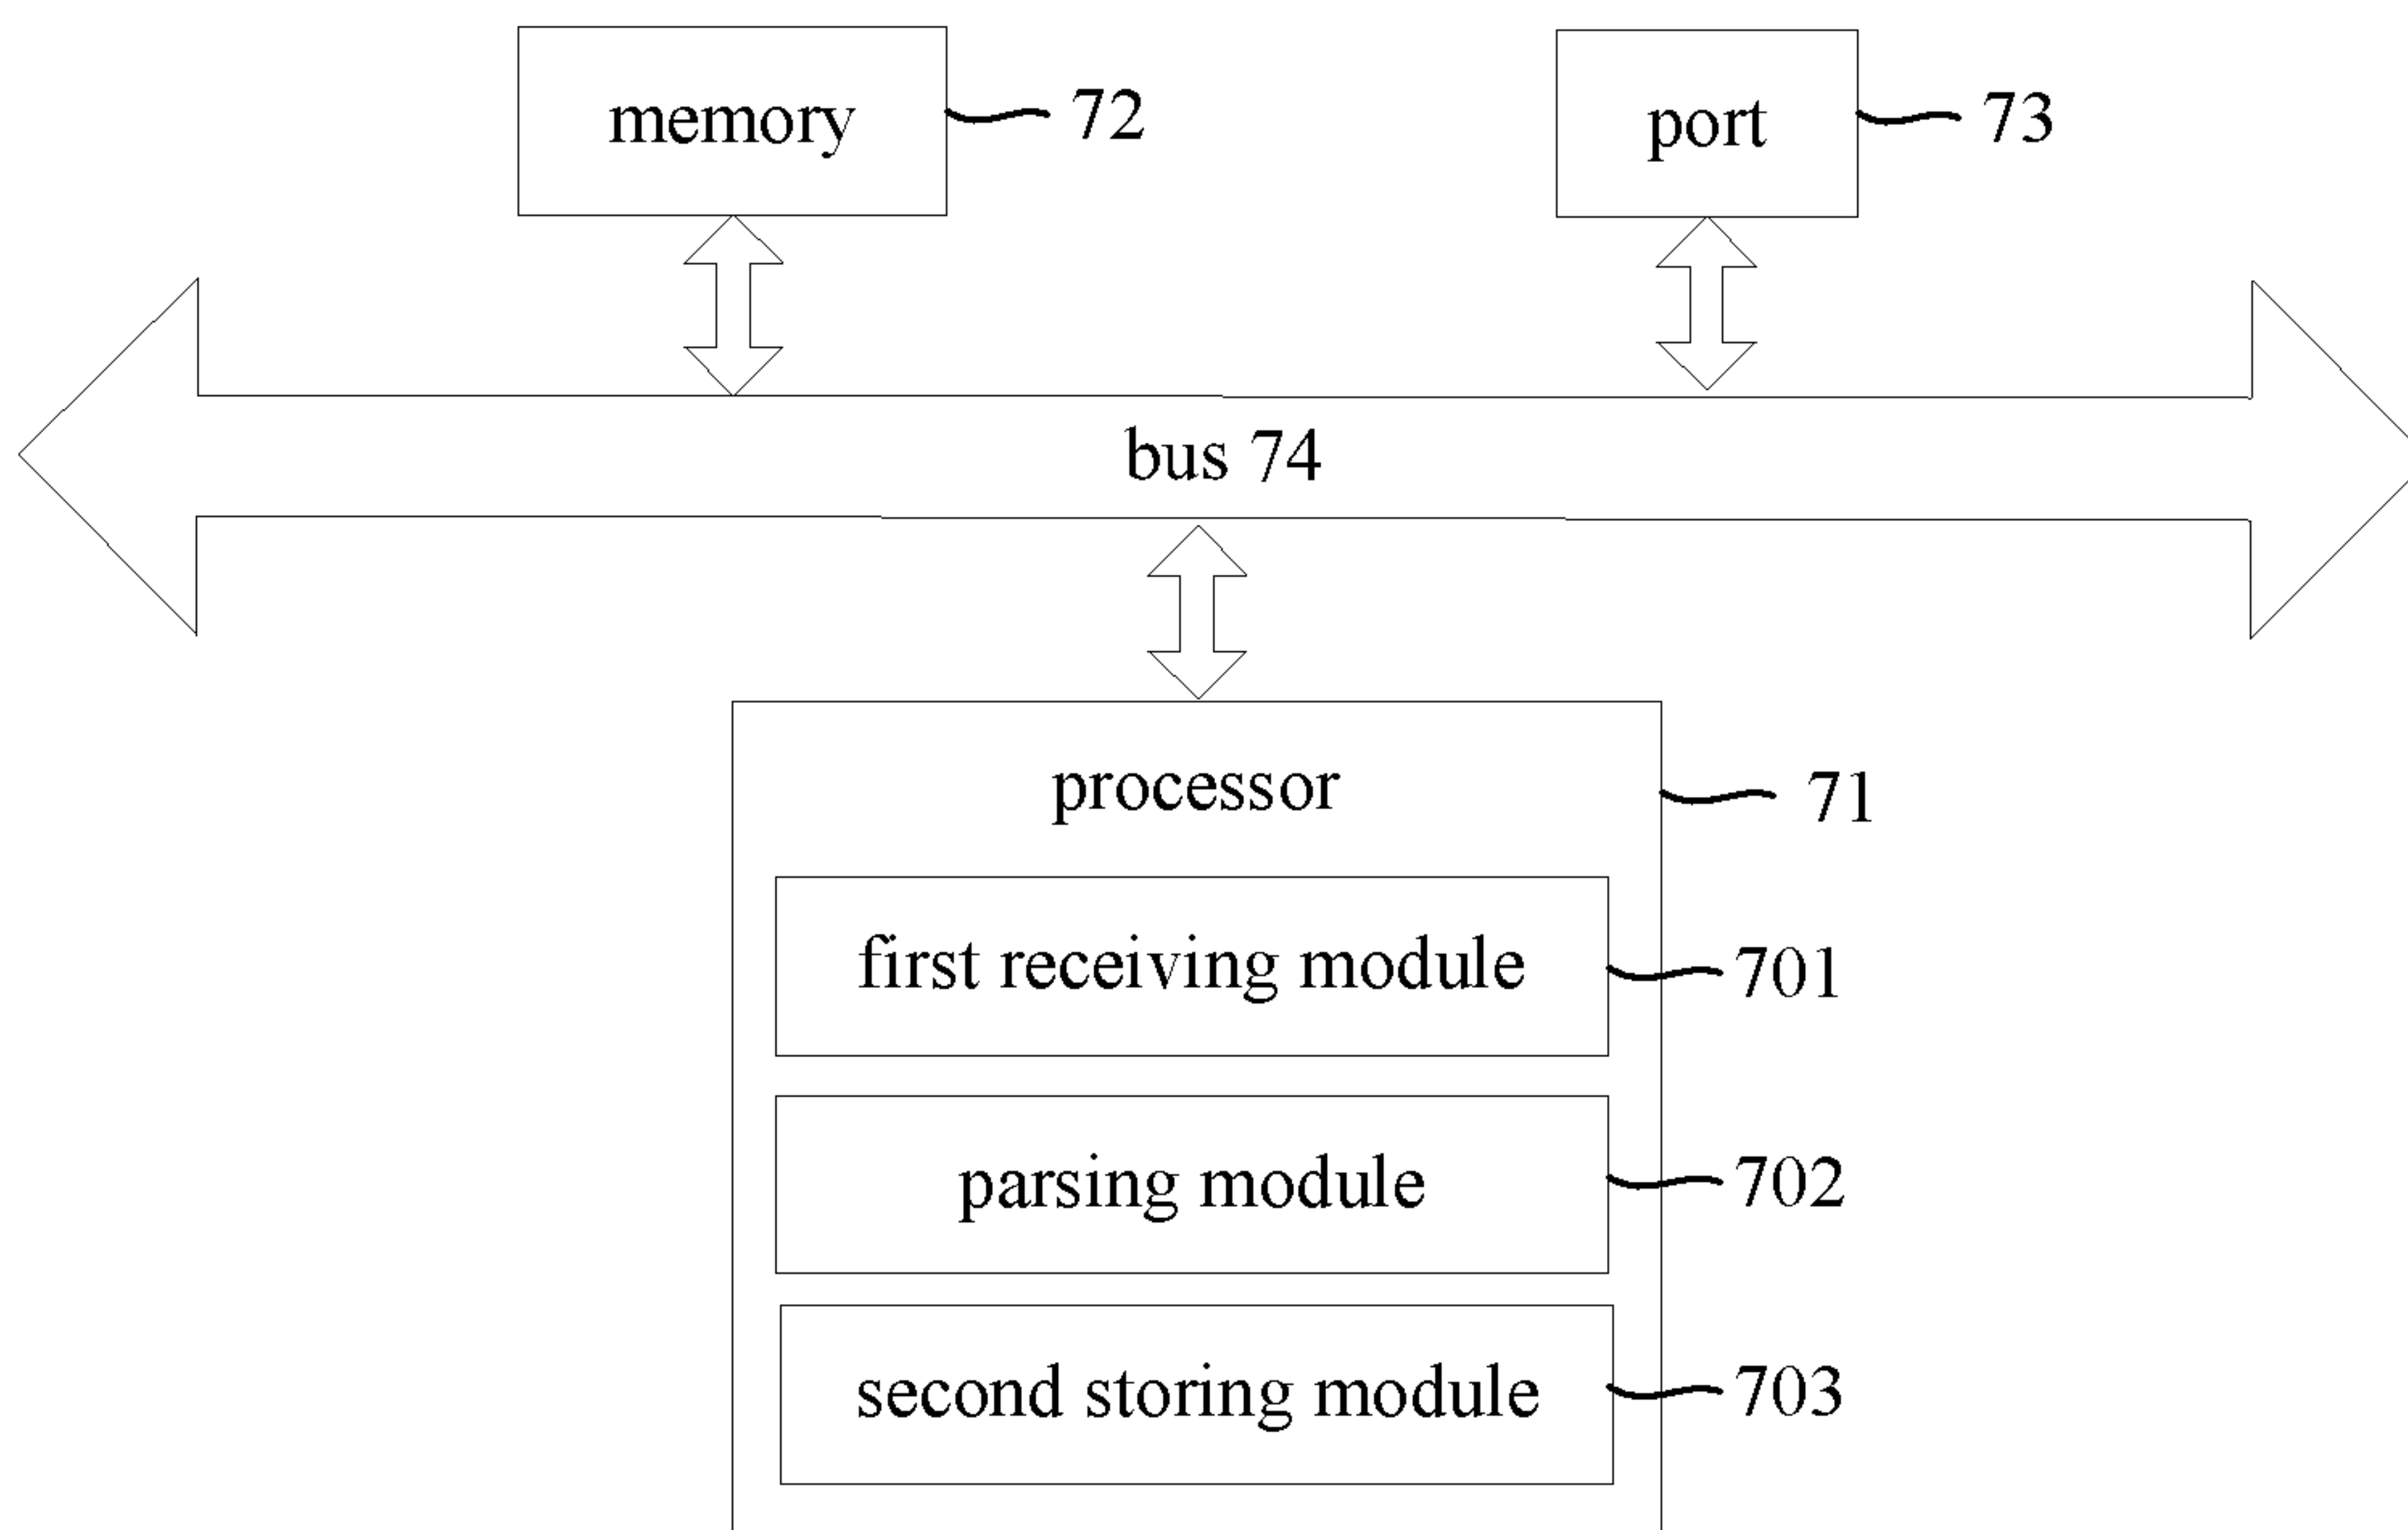 memory 72
port 73
bus 74
processor 71
first receiving module 701
parsing module 702
second storing module 703